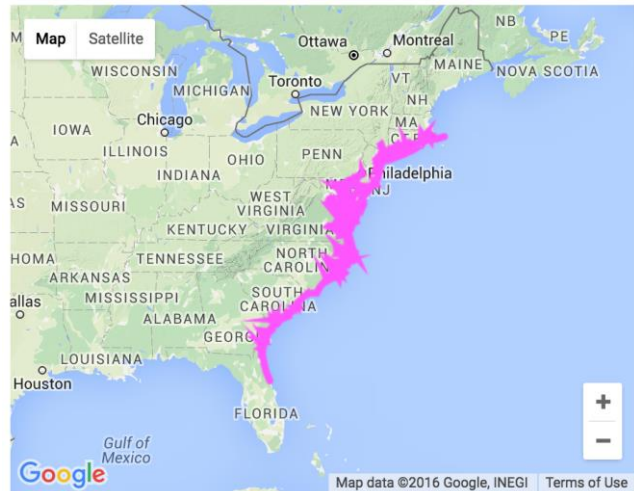 Map
Satellite
Ottawa
Montreal
NB
PE
MAINE
NOVA SCOTIA
WISCONSIN
MICHIGAN
Toronto
VT
NH
NEW YORK
MA
Chicago
IOWA
ILLINOIS
INDIANA
OHIO
PENN
Philadelphia
NJ
MISSOURI
WEST
VIRGINIA
KENTUCKY
VIRGINIA
TENNESSEE
NORTH
CAROLIN
HOMA
ARKANSAS
allas
MISSISSIPPI
SOUTH
CAROLINA
ALABAMA
GEORG
LOUISIANA
Houston
FLORIDA
Gulf of
Mexico
+
−
Google
Map data ©2016 Google, INEGI
Terms of Use